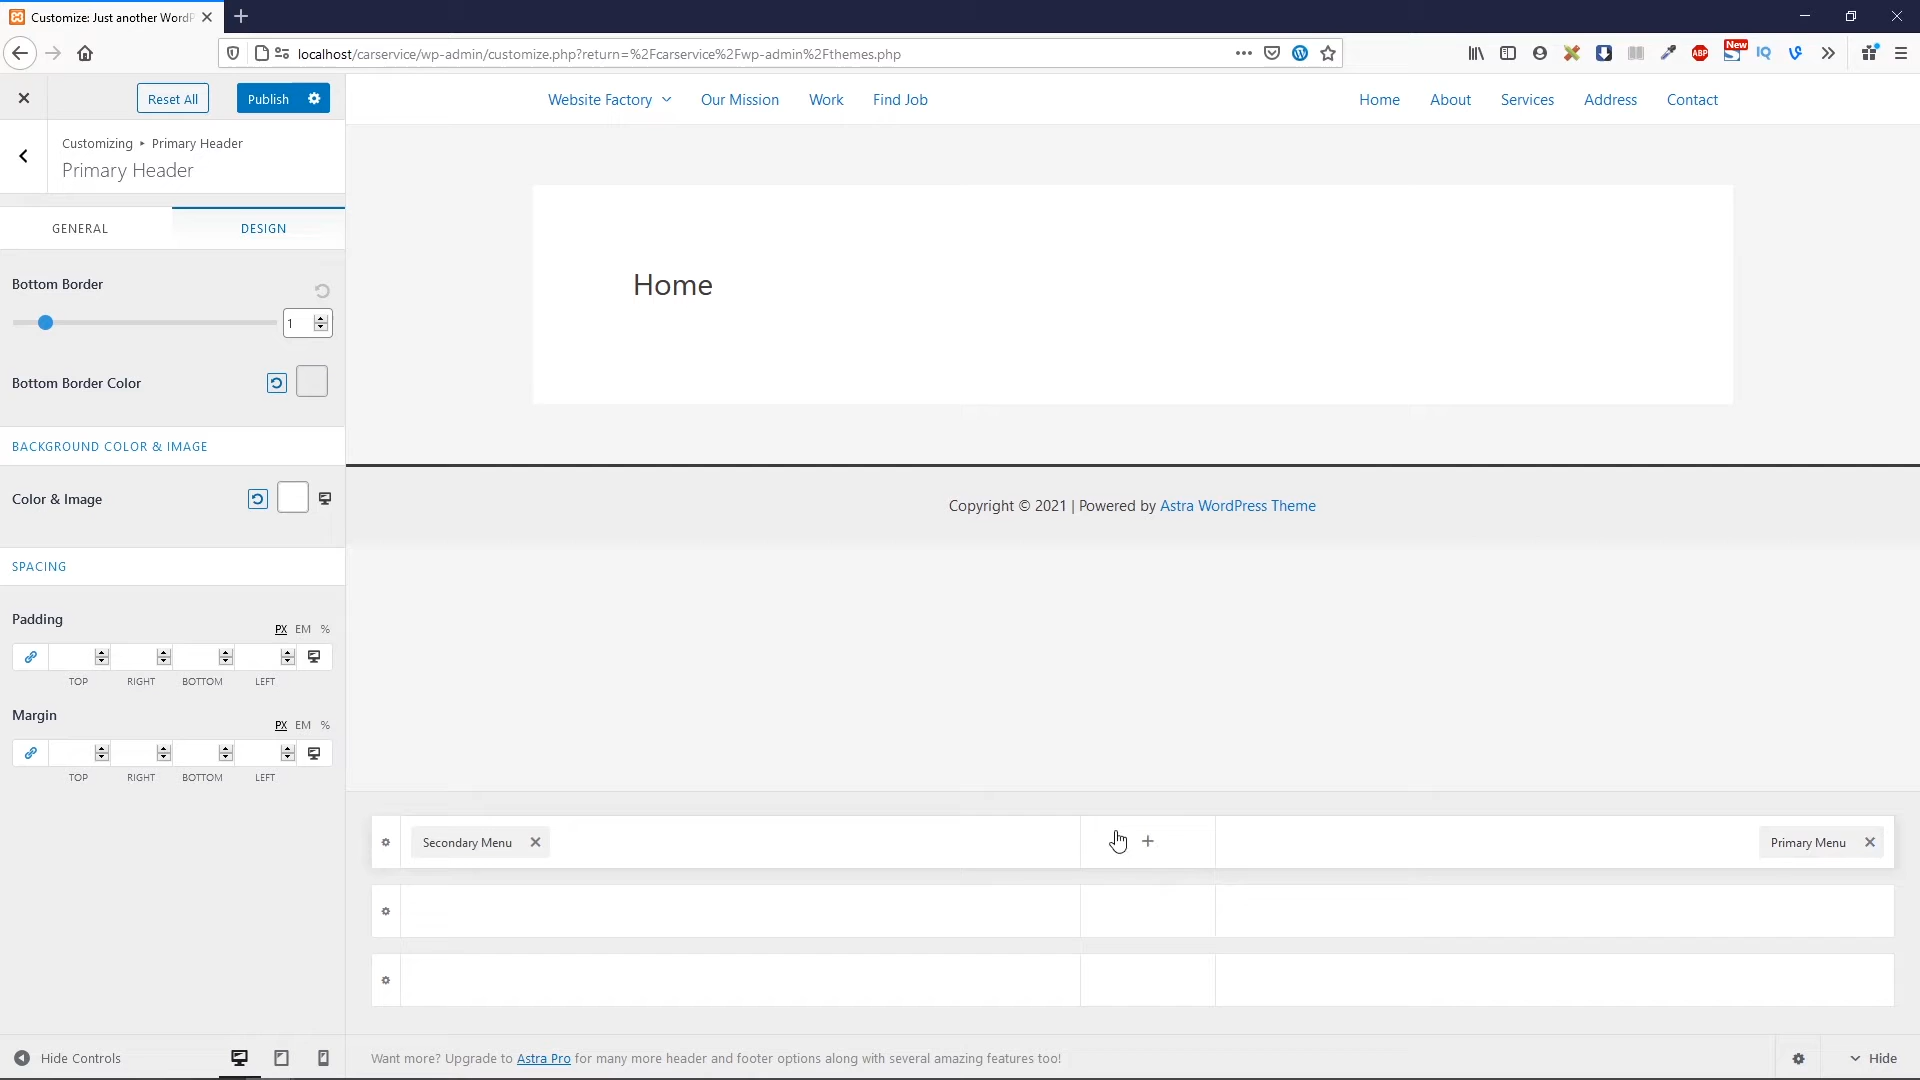 Customize: Just another WordP
localhost/carservice/wp-admin/customize.php?return=%2Fcarservice%2Fwp-admin%2Fthemes.php
ABP
New
IQ
Reset All
Publish
Website Factory
Our Mission
Work
Find Job
Home
About
Services
Address
Contact
Customizing ▸ Primary Header
Primary Header
GENERAL
DESIGN
Home
Bottom Border
1
Bottom Border Color
BACKGROUND COLOR & IMAGE
Color & Image
Copyright © 2021 | Powered by Astra WordPress Theme
SPACING
Padding
PX EM %
TOP RIGHT BOTTOM LEFT
Margin
PX EM %
TOP RIGHT BOTTOM LEFT
Secondary Menu
Primary Menu
Hide Controls
Want more? Upgrade to Astra Pro for many more header and footer options along with several amazing features too!
Hide